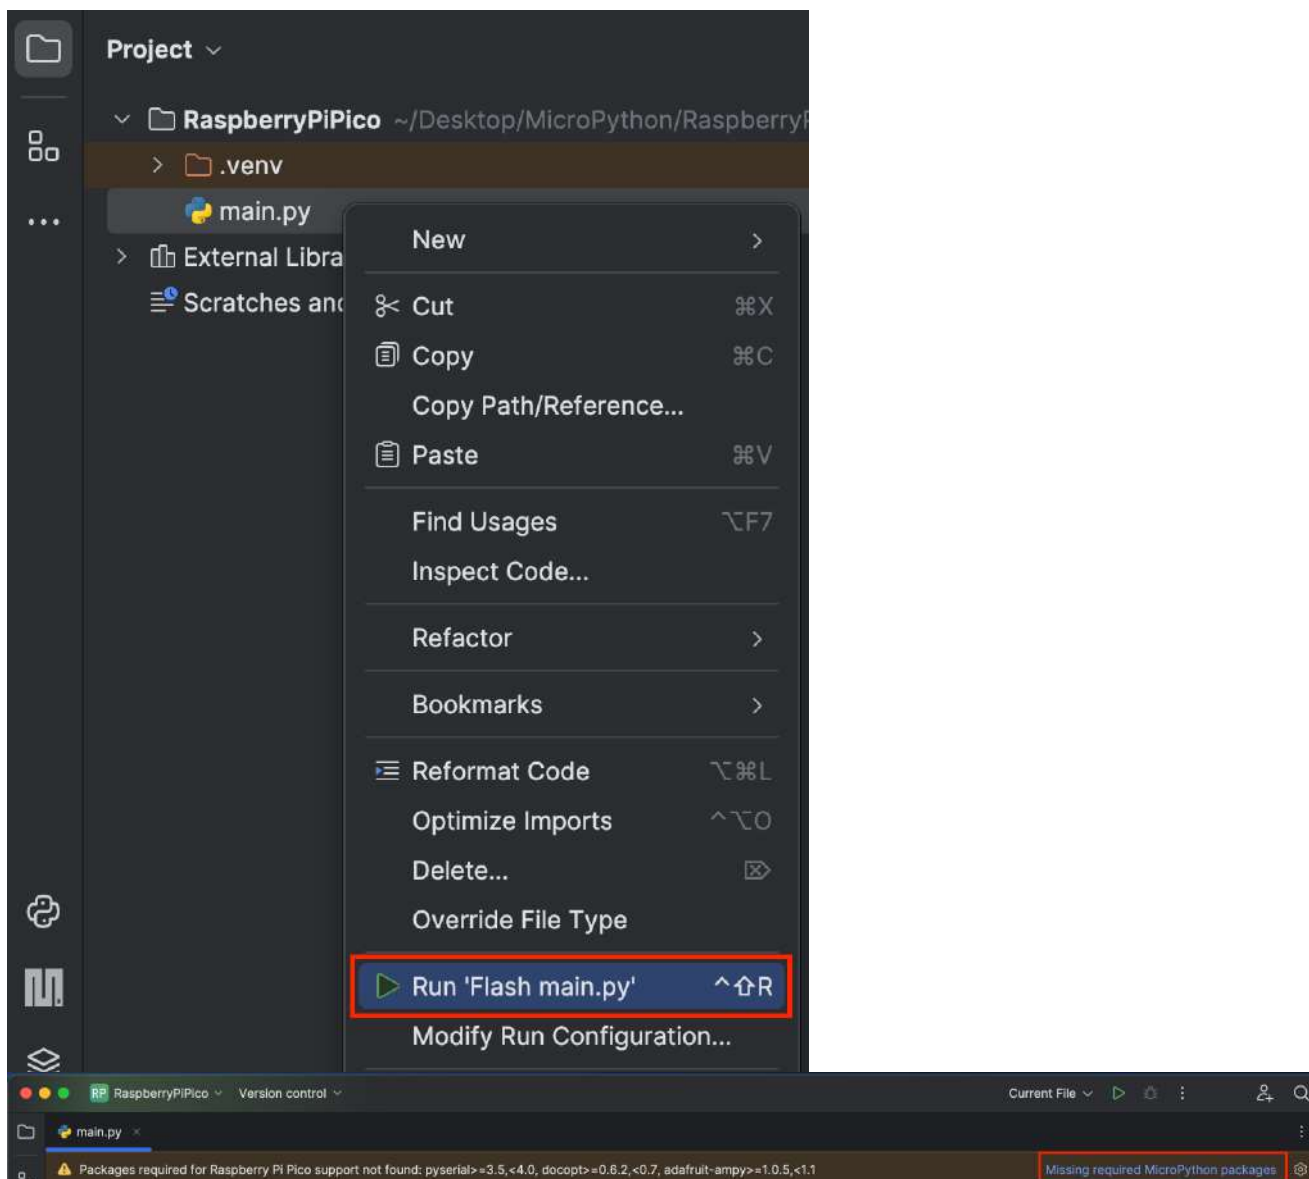 Project
RaspberryPiPico ~/Desktop/MicroPython/RaspberryP
.venv
main.py
External Libra
Scratches and
New
Cut ⌘X
Copy ⌘C
Copy Path/Reference...
Paste ⌘V
Find Usages ⌥F7
Inspect Code...
Refactor
Bookmarks
Reformat Code ⌥⌘L
Optimize Imports ^⌥O
Delete... ⌦
Override File Type
Run 'Flash main.py' ^⇧R
Modify Run Configuration...
RP RaspberryPiPico Version control Current File
main.py
Packages required for Raspberry Pi Pico support not found: pyserial>=3.5,<4.0, docopt>=0.6.2,<0.7, adafruit-ampy>=1.0.5,<1.1 Missing required MicroPython packages